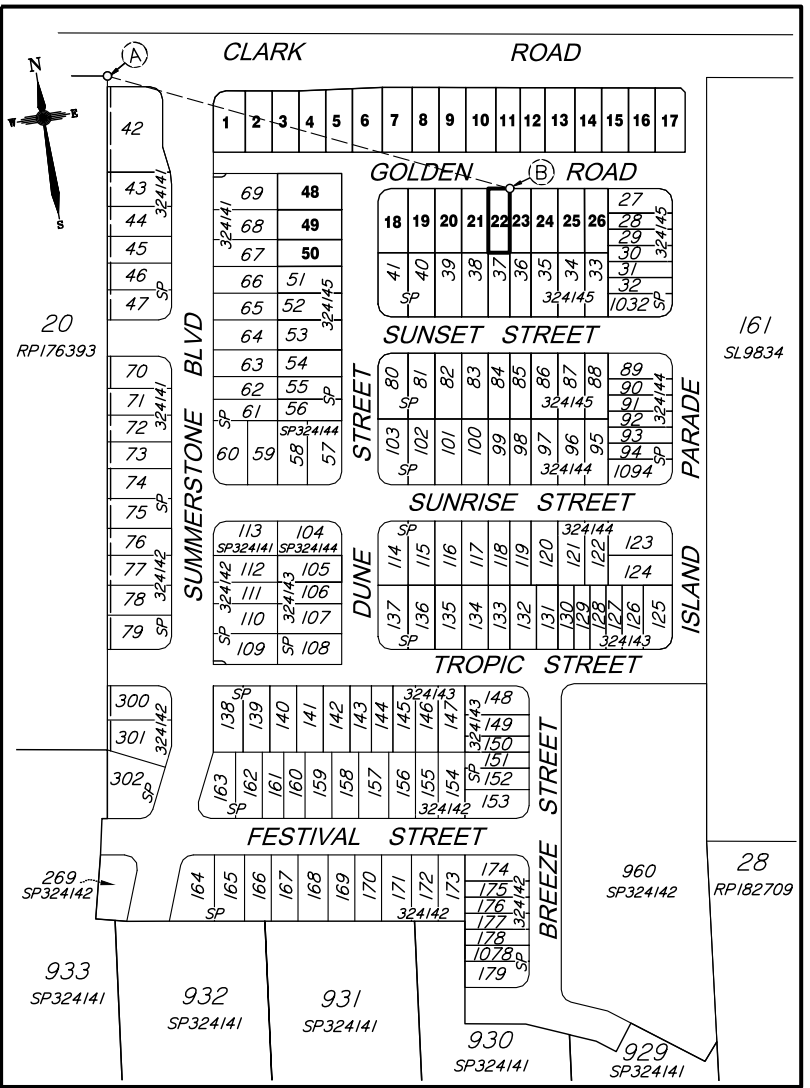 CLARK ROAD
A
N
W E
S
42
1 2 3 4 5 6 7 8 9 10 11 12 13 14 15 16 17
GOLDEN ROAD
B
43
324141
44
45
46
SP
47
69 48
324141
68 49
67 50
66 51
65 52
324145
64 53
63 54
62 55
SP
61 56
SP
SP324144
60 59 58 57
18 19 20 21 22 23 24 25 26
27
28
324145
29
30
31
32
1032 SP
41 40 39 38 37 36 35 34 33
SP 324145
20
RP176393
161
SL9834
SUMMERSTONE BLVD
DUNE STREET
ISLAND PARADE
SUNSET STREET
70
71
324141
72
73
74
75
SP
76
77
324142
78
79 SP
80 81 82 83 84 85 86 87 88
SP 324145
89
90
324144
91
92
93
94
SP
1094
103 102 101 100 99 98 97 96 95
SP 324144
SUNRISE STREET
113 104
SP324141 SP324144
112 105
324142
111 106
324143
110 107
SP
109 SP 108
SP 324144
114 115 116 117 118 119 120 121 122 123
124
137 136 135 134 133 132 131 130 129 128 127 126 125
SP 324143
TROPIC STREET
300
324142
301
302 SP
SP 324143
138 139 140 141 142 143 144 145 146 147
148
324143
149
150
151
SP
152
153
163 162 161 160 159 158 157 156 155 154
SP 324142
BREEZE STREET
FESTIVAL STREET
269
SP324142
164 165 166 167 168 169 170 171 172 173
SP 324142
174
175
324142
176
177
178
1078
SP
179
960
SP324142
28
RP182709
933
SP324141
932
SP324141
931
SP324141
930
SP324141
929
SP324141